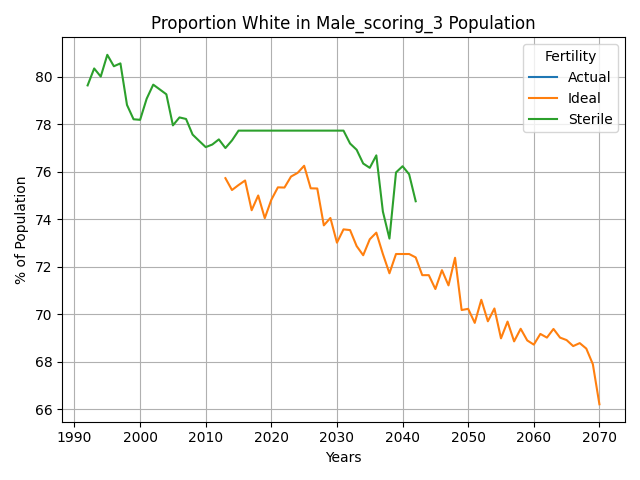 Proportion White in Male_scoring_3 Population
Fertility
Actual
Ideal
Sterile
% of Population
80
78
76
74
72
70
68
66
1990 2000 2010 2020 2030 2040 2050 2060 2070
Years